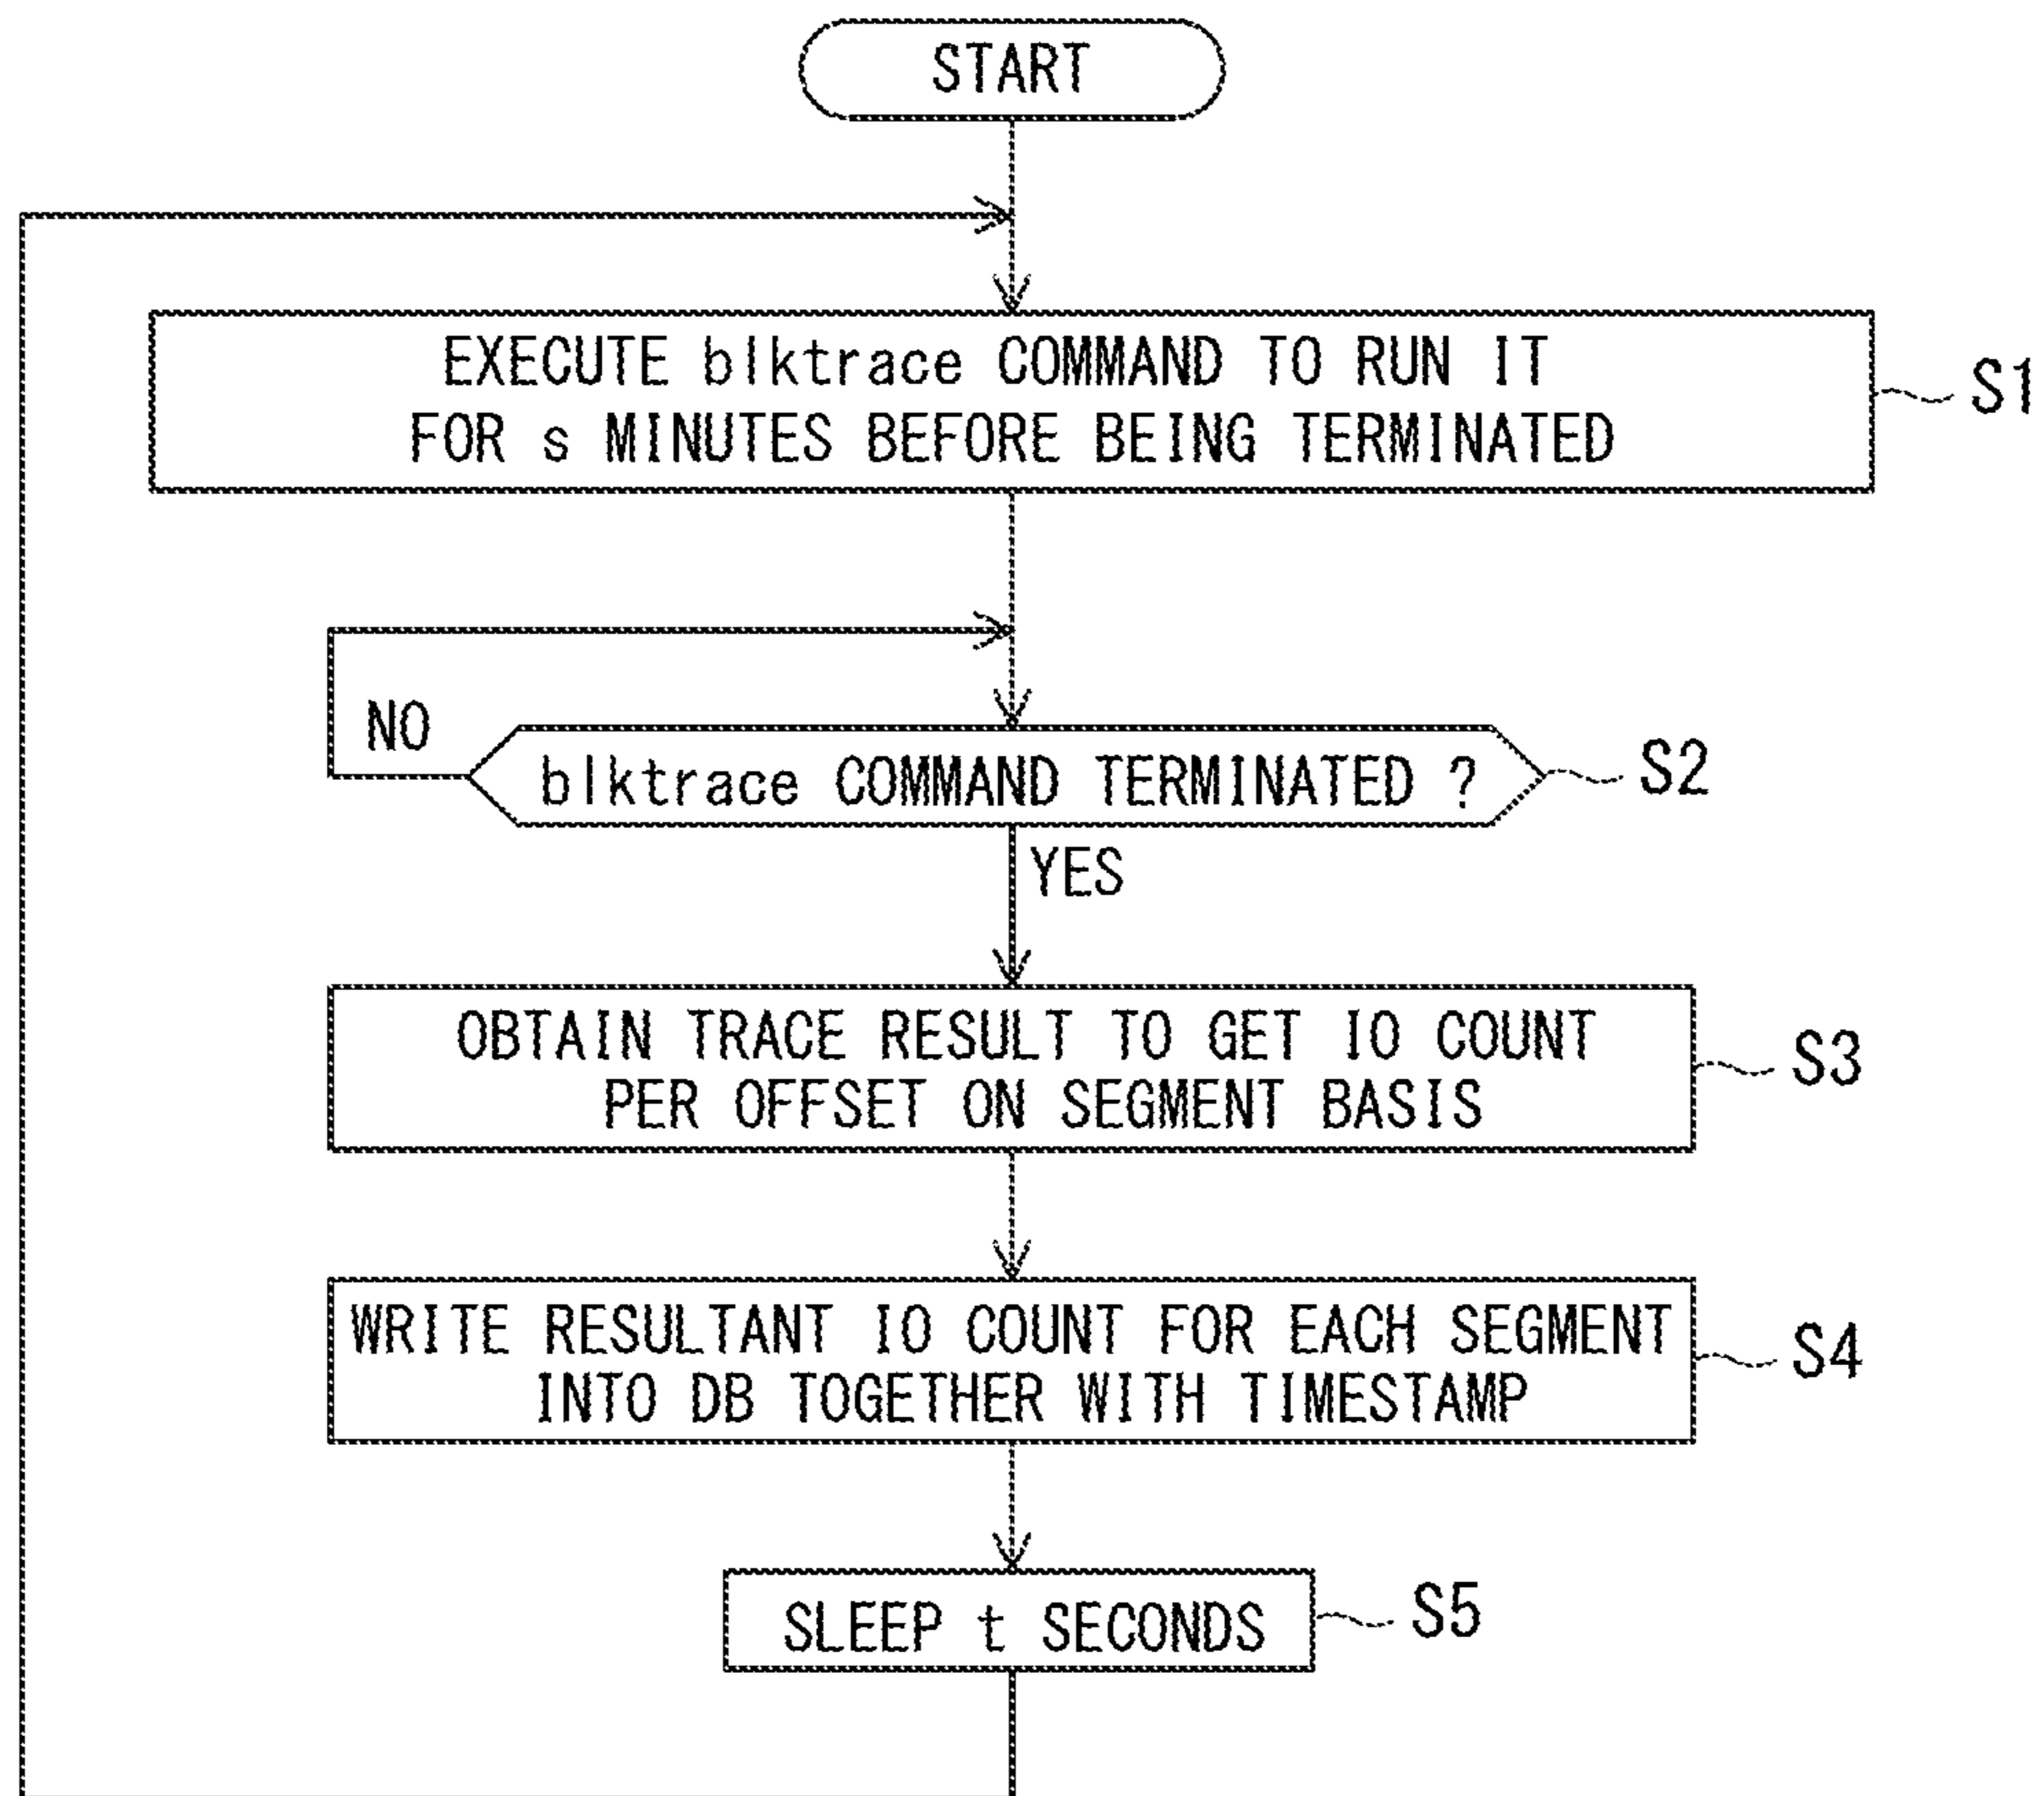 START
EXECUTE blktrace COMMAND TO RUN IT
FOR s MINUTES BEFORE BEING TERMINATED
S1
NO
blktrace COMMAND TERMINATED ?
S2
YES
OBTAIN TRACE RESULT TO GET IO COUNT
PER OFFSET ON SEGMENT BASIS
S3
WRITE RESULTANT IO COUNT FOR EACH SEGMENT
INTO DB TOGETHER WITH TIMESTAMP
S4
SLEEP t SECONDS
S5